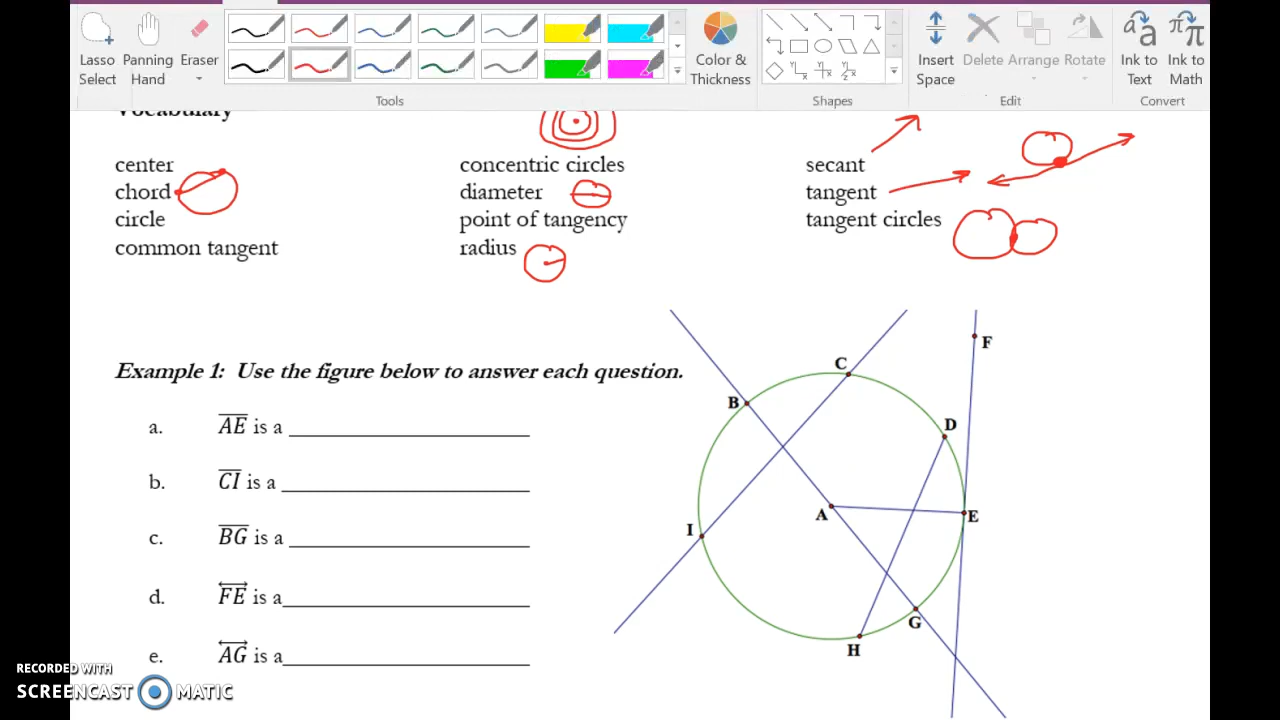 Lasso Select
Panning Hand
Eraser
Color & Thickness
Insert Space
Delete
Arrange
Rotate
Ink to Text
Ink to Math
Tools
Shapes
Edit
Convert
Vocabulary
center
chord
circle
common tangent
concentric circles
diameter
point of tangency
radius
secant
tangent
tangent circles
Example 1: Use the figure below to answer each question.
a. AE is a
b. CI is a
c. BG is a
d. FE is a
e. AG is a
F
C
B
D
A
E
I
G
H
RECORDED WITH
SCREENCAST MATIC